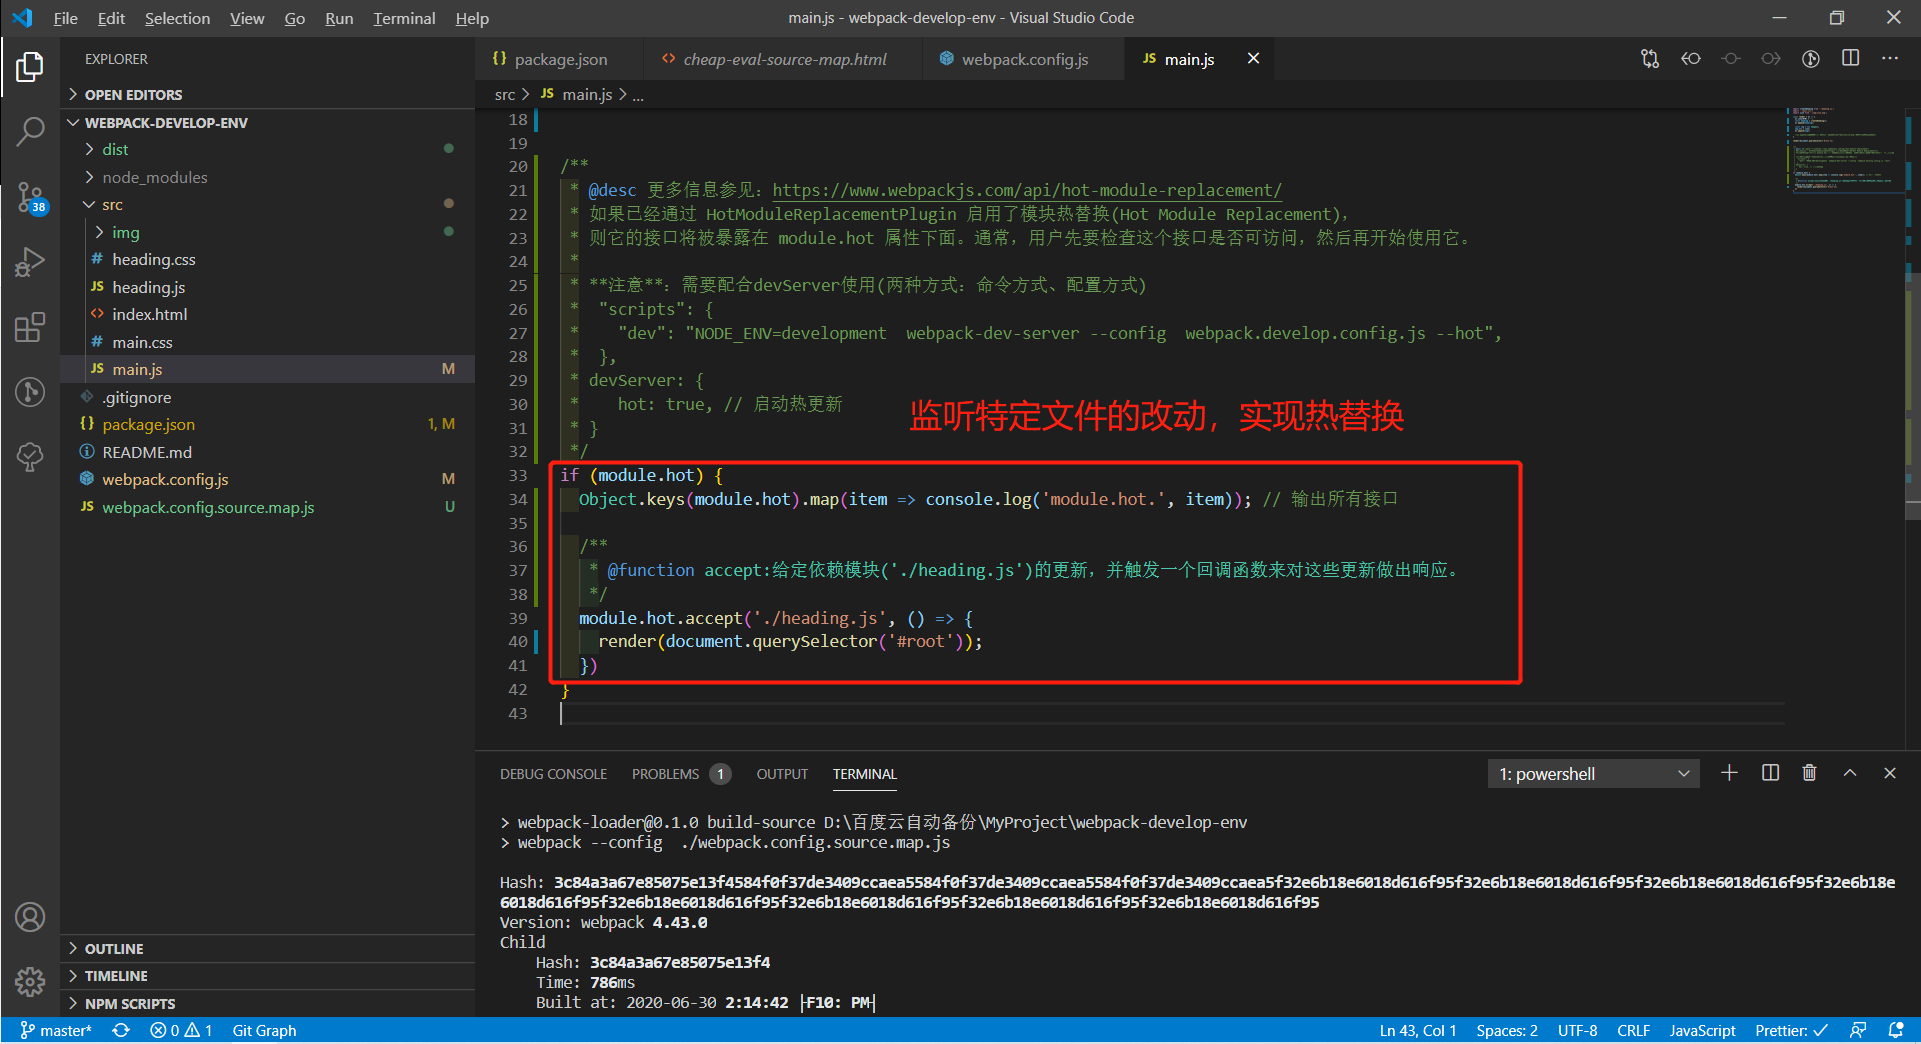 File Edit Selection View Go Run Terminal Help
main.js - webpack-develop-env - Visual Studio Code
EXPLORER
OPEN EDITORS
WEBPACK-DEVELOP-ENV
dist
node_modules
src
img
# heading.css
JS heading.js
<> index.html
# main.css
JS main.js M
.gitignore
{} package.json 1, M
README.md
webpack.config.js M
JS webpack.config.source.map.js U
38
OUTLINE
TIMELINE
NPM SCRIPTS
{} package.json
<> cheap-eval-source-map.html
webpack.config.js
JS main.js
src > JS main.js > ...
18
19
20 /**
21 * @desc 更多信息参见：https://www.webpackjs.com/api/hot-module-replacement/
22 * 如果已经通过 HotModuleReplacementPlugin 启用了模块热替换(Hot Module Replacement)，
23 * 则它的接口将被暴露在 module.hot 属性下面。通常，用户先要检查这个接口是否可访问，然后再开始使用它。
24 *
25 * **注意**：需要配合devServer使用(两种方式：命令方式、配置方式)
26 * "scripts": {
27 * "dev": "NODE_ENV=development  webpack-dev-server --config  webpack.develop.config.js --hot",
28 * },
29 * devServer: {
30 * hot: true, // 启动热更新
31 * }
32 */
监听特定文件的改动，实现热替换
33 if (module.hot) {
34 Object.keys(module.hot).map(item => console.log('module.hot.', item)); // 输出所有接口
35
36 /**
37 * @function accept:给定依赖模块('./heading.js')的更新，并触发一个回调函数来对这些更新做出响应。
38 */
39 module.hot.accept('./heading.js', () => {
40 render(document.querySelector('#root'));
41 })
42 }
43
DEBUG CONSOLE PROBLEMS 1 OUTPUT TERMINAL
1: powershell
> webpack-loader@0.1.0 build-source D:\百度云自动备份\MyProject\webpack-develop-env
> webpack --config  ./webpack.config.source.map.js
Hash: 3c84a3a67e85075e13f4584f0f37de3409ccaea5584f0f37de3409ccaea5584f0f37de3409ccaea5f32e6b18e6018d616f95f32e6b18e6018d616f95f32e6b18e6018d616f95f32e6b18e
6018d616f95f32e6b18e6018d616f95f32e6b18e6018d616f95f32e6b18e6018d616f95
Version: webpack 4.43.0
Child
Hash: 3c84a3a67e85075e13f4
Time: 786ms
Built at: 2020-06-30 2:14:42 ├F10: PM┤
master* 0 1 Git Graph
Ln 43, Col 1 Spaces: 2 UTF-8 CRLF JavaScript Prettier: ✓